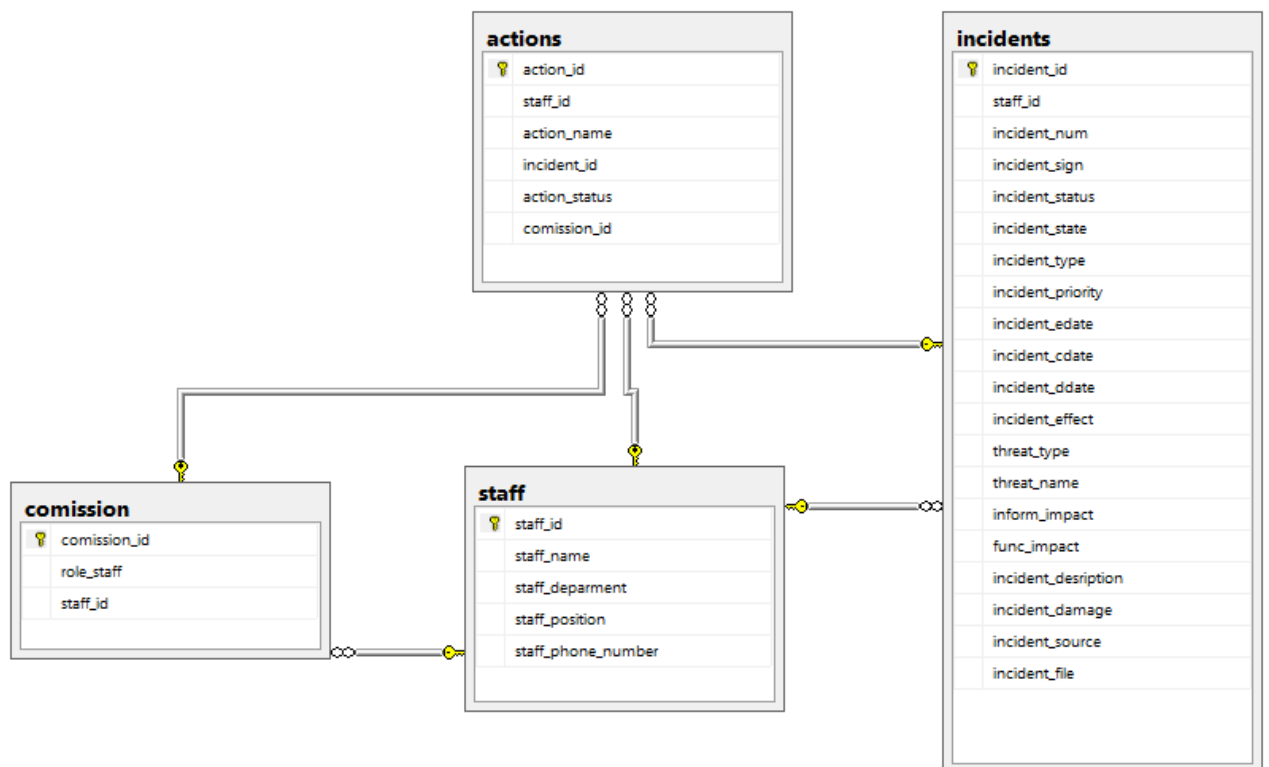 actions
action_id
staff_id
action_name
incident_id
action_status
comission_id
incidents
incident_id
staff_id
incident_num
incident_sign
incident_status
incident_state
incident_type
incident_priority
incident_edate
incident_cdate
incident_ddate
incident_effect
threat_type
threat_name
inform_impact
func_impact
incident_desription
incident_damage
incident_source
incident_file
comission
comission_id
role_staff
staff_id
staff
staff_id
staff_name
staff_deparment
staff_position
staff_phone_number